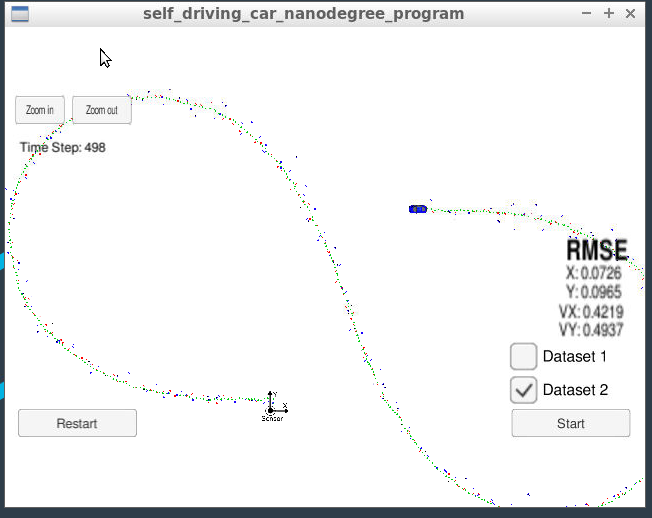 self_driving_car_nanodegree_program
Zoom in
Zoom out
Time Step: 498
RMSE
X: 0.0726
Y: 0.0965
VX: 0.4219
VY: 0.4937
Dataset 1
Dataset 2
Y
X
Sensor
Restart
Start